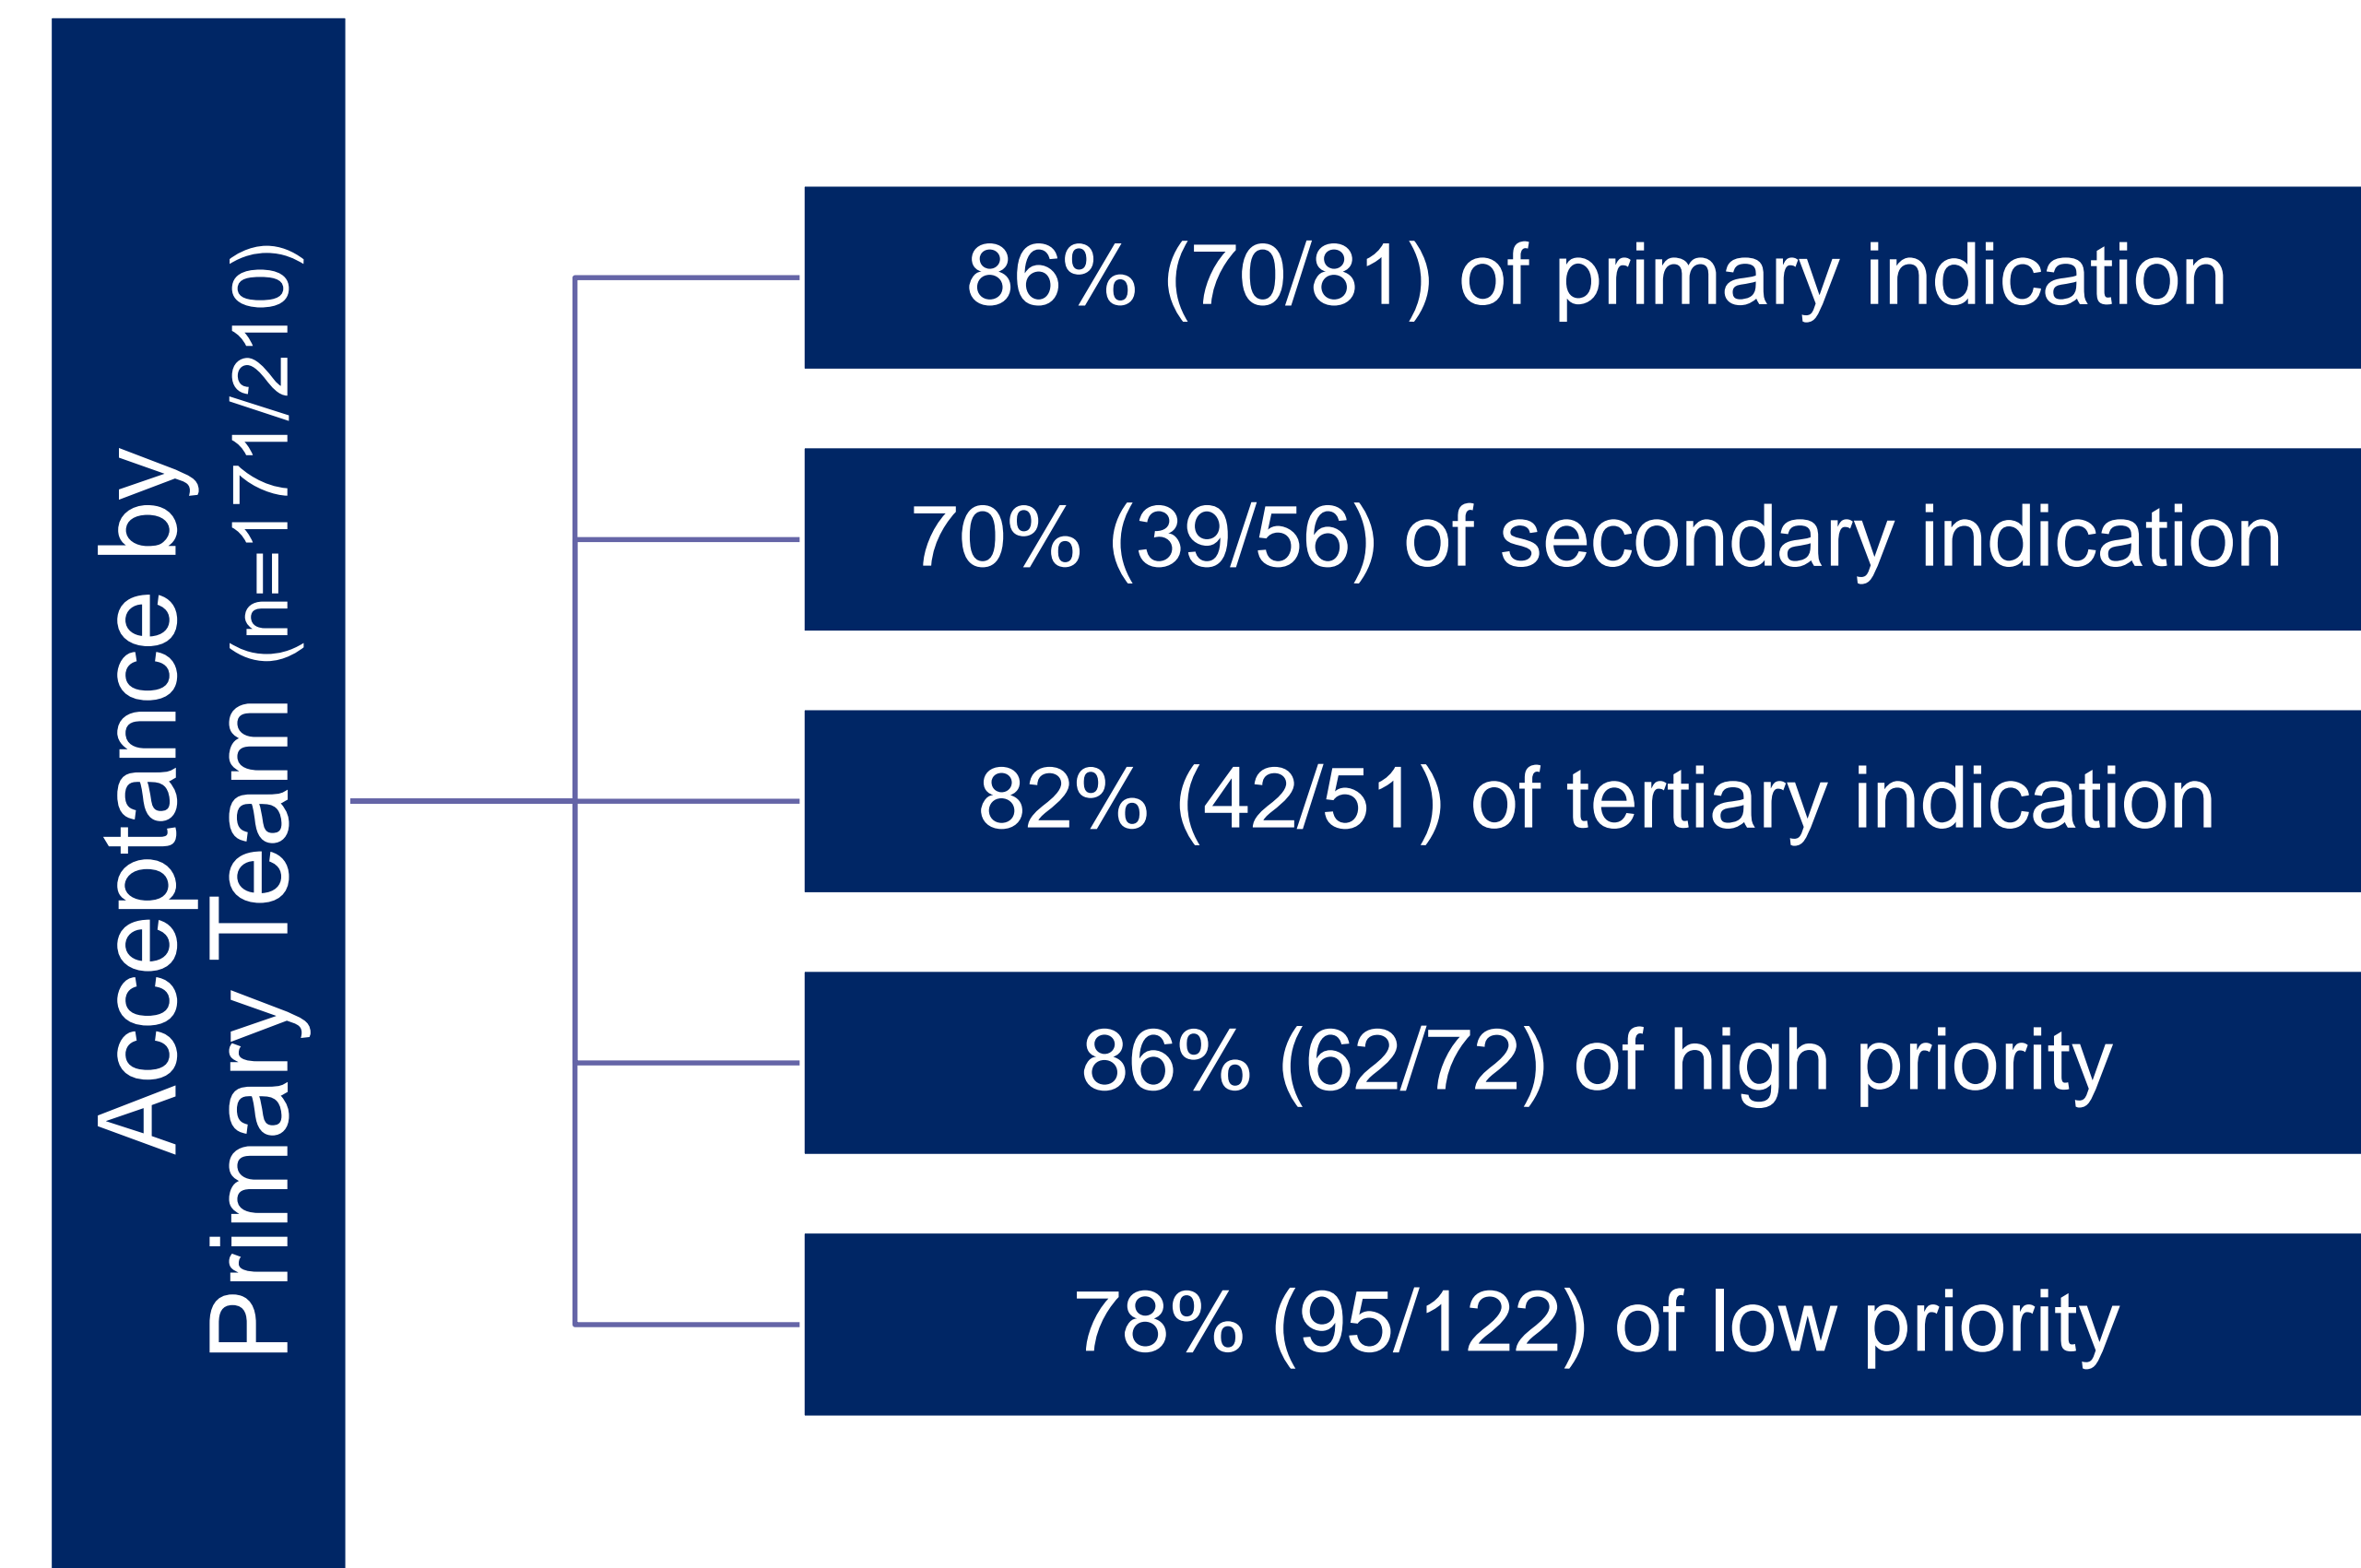 Acceptance by
Primary Team (n=171/210)
86% (70/81) of primary indication
70% (39/56) of secondary indication
82% (42/51) of tertiary indication
86% (62/72) of high priority
78% (95/122) of low priority